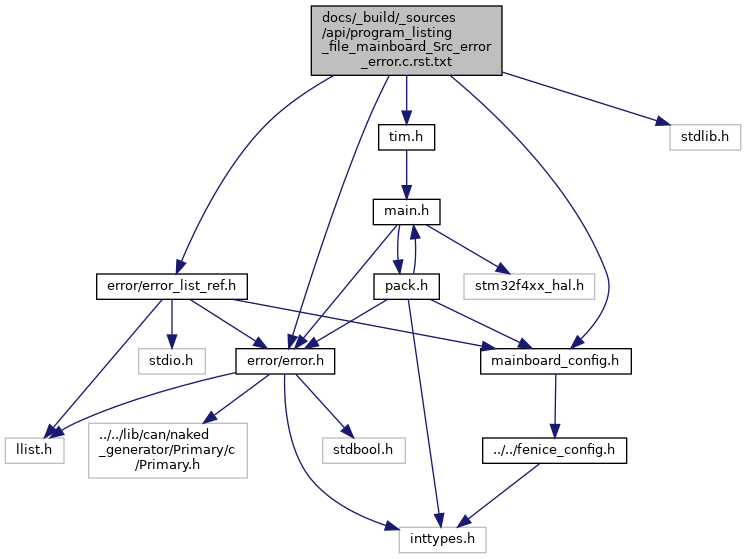 docs/_build/_sources
/api/program_listing
_file_mainboard_Src_error
_error.c.rst.txt
tim.h
stdlib.h
main.h
error/error_list_ref.h
pack.h
stm32f4xx_hal.h
stdio.h
error/error.h
mainboard_config.h
llist.h
../../lib/can/naked
_generator/Primary/c
/Primary.h
stdbool.h
../../fenice_config.h
inttypes.h